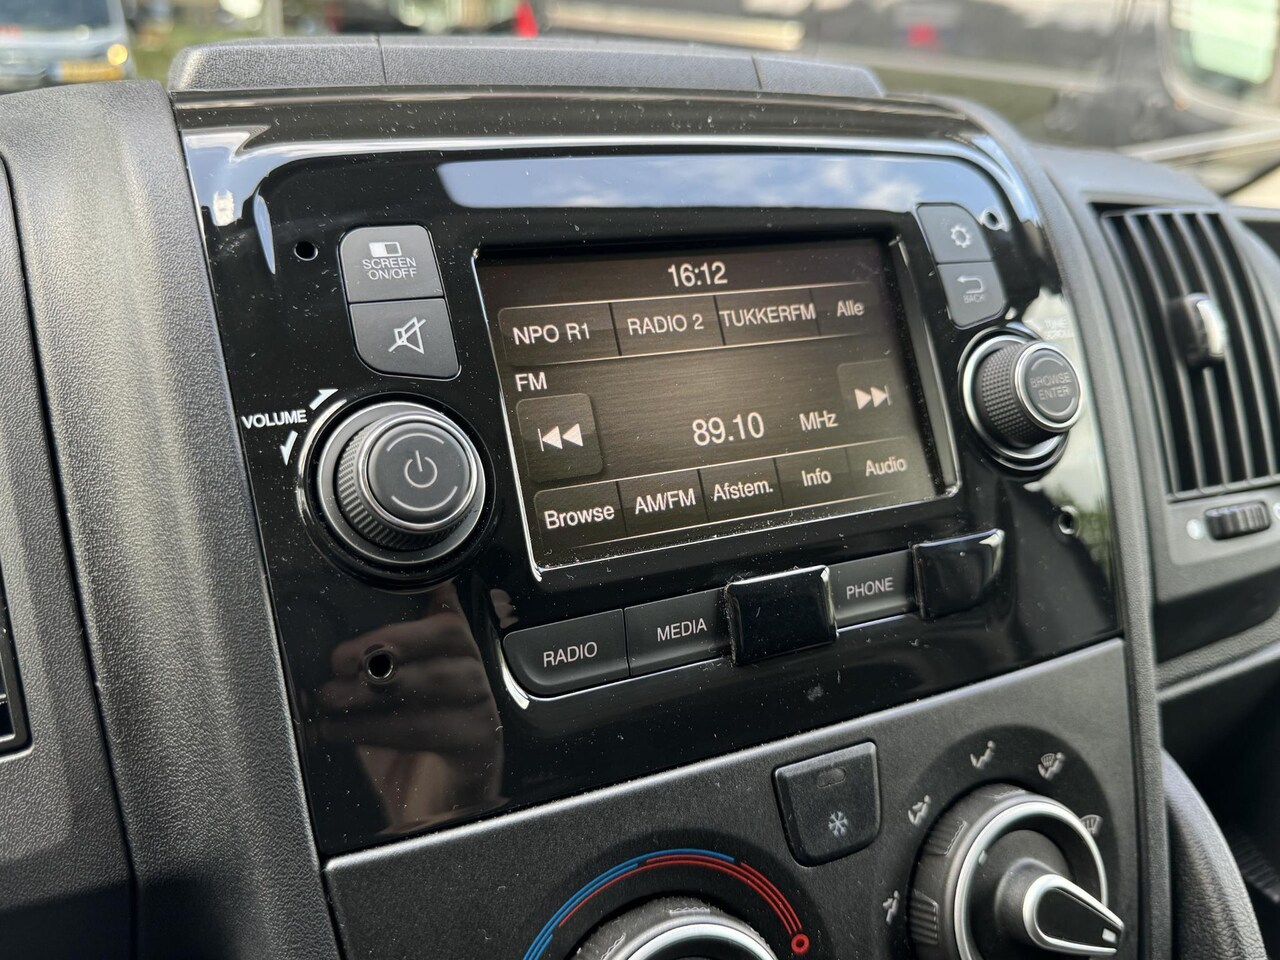 SCREEN
ON/OFF
VOLUME
16:12
NPO R1 RADIO 2 TUKKERFM Alle
FM
89.10 MHz
Browse AM/FM Afstem. Info Audio
BACK
BROWSE
ENTER
RADIO MEDIA PHONE